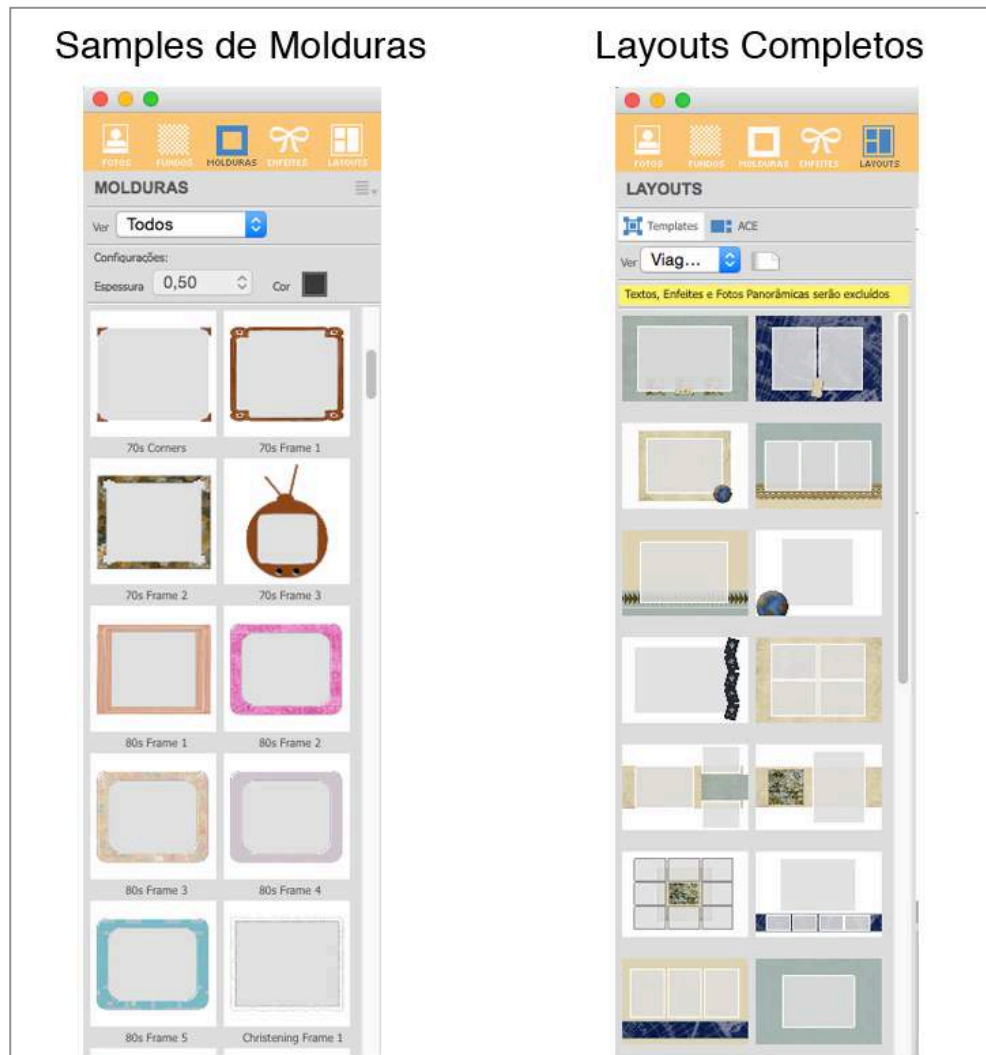 Samples de Molduras
FOTOS FUNDOS MOLDURAS ENFEITES LAYOUTS
MOLDURAS
Ver Todos
Configurações:
Espessura 0,50 Cor
70s Corners 70s Frame 1
70s Frame 2 70s Frame 3
80s Frame 1 80s Frame 2
80s Frame 3 80s Frame 4
80s Frame 5 Christening Frame 1
Layouts Completos
FOTOS FUNDOS MOLDURAS ENFEITES LAYOUTS
LAYOUTS
Templates ACE
Ver Viag...
Textos, Enfeites e Fotos Panorâmicas serão excluídos